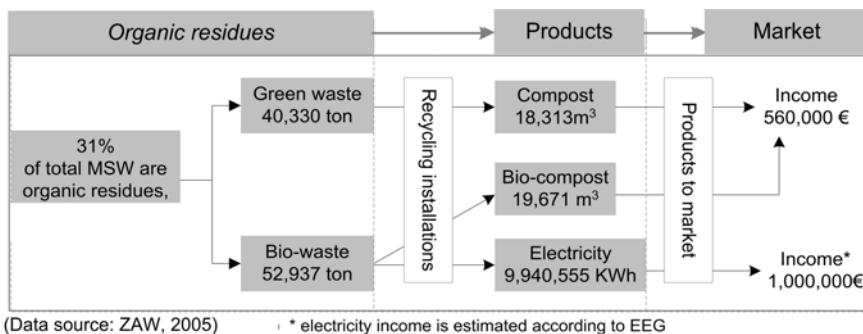 Organic residues
Products
Market
31%
of total MSW are
organic residues,
Green waste
40,330 ton
Bio-waste
52,937 ton
Recycling installations
Compost
18,313m³
Bio-compost
19,671 m³
Electricity
9,940,555 KWh
Products to market
Income
560,000 €
Income*
1,000,000€
(Data source: ZAW, 2005)
* electricity income is estimated according to EEG